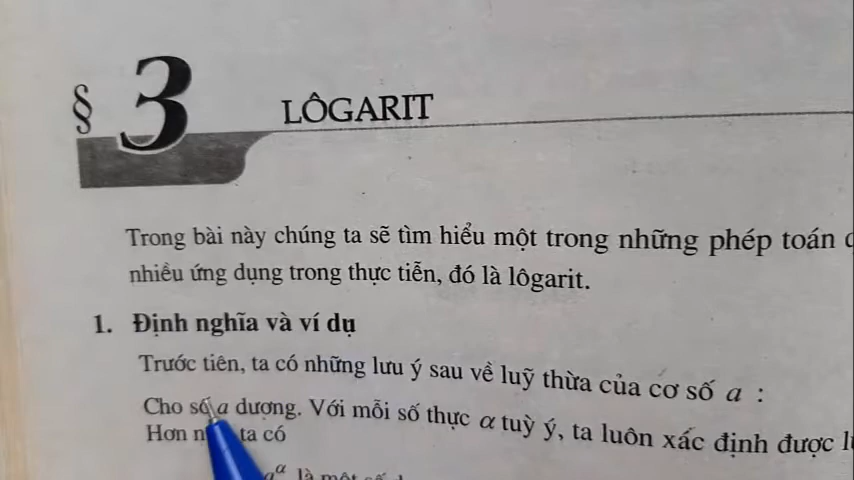 § 3 LÔGARIT
Trong bài này chúng ta sẽ tìm hiểu một trong những phép toán
nhiều ứng dụng trong thực tiễn, đó là lôgarit.
1. Định nghĩa và ví dụ
Trước tiên, ta có những lưu ý sau về luỹ thừa của cơ số a :
Cho số a dương. Với mỗi số thực α tuỳ ý, ta luôn xác định được
Hơn ta có
a^α là một số